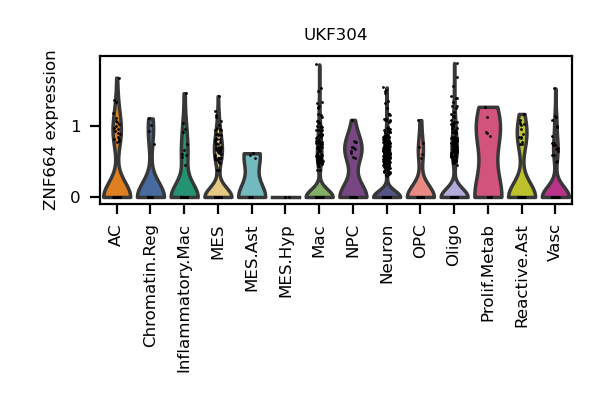 UKF304
ZNF664 expression
1
0
AC
Chromatin.Reg
Inflammatory.Mac
MES
MES.Ast
MES.Hyp
Mac
NPC
Neuron
OPC
Oligo
Prolif.Metab
Reactive.Ast
Vasc